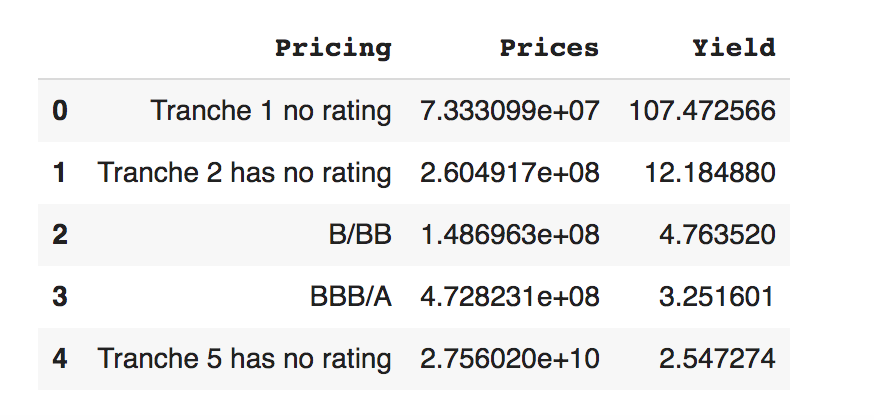 Pricing Prices Yield
0 Tranche 1 no rating 7.333099e+07 107.472566
1 Tranche 2 has no rating 2.604917e+08 12.184880
2 B/BB 1.486963e+08 4.763520
3 BBB/A 4.728231e+08 3.251601
4 Tranche 5 has no rating 2.756020e+10 2.547274